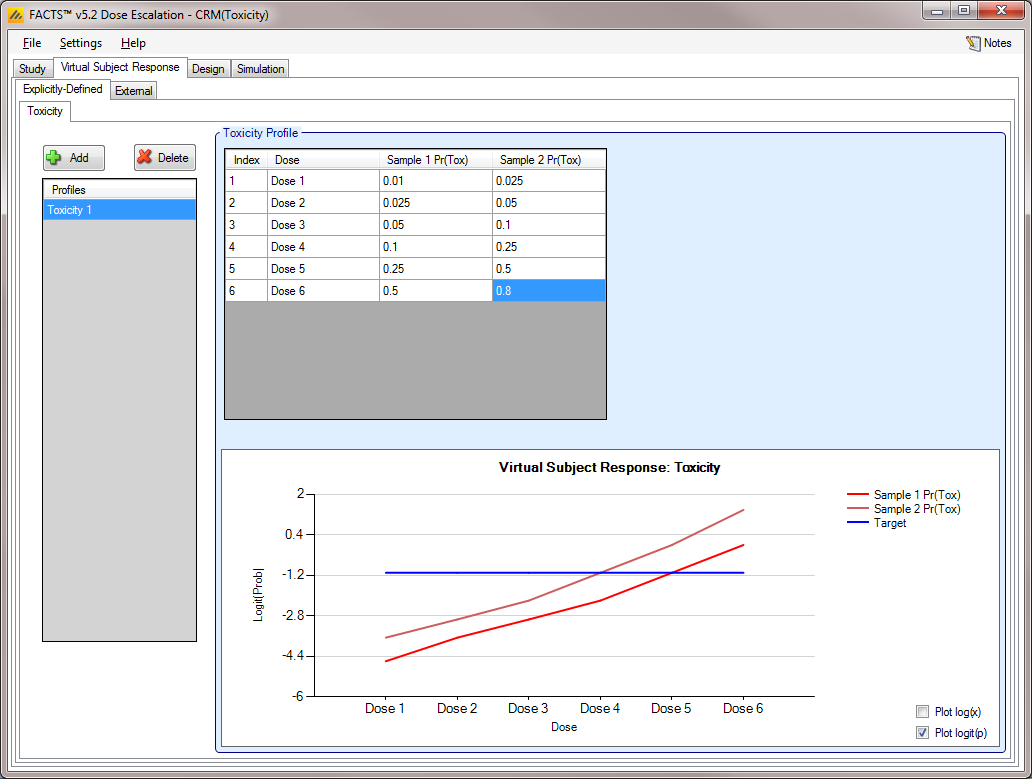 FACTS™ v5.2 Dose Escalation - CRM(Toxicity)
File Settings Help Notes
Study Virtual Subject Response Design Simulation
Explicitly-Defined External
Toxicity
Add Delete
Profiles
Toxicity 1
Toxicity Profile
Index Dose Sample 1 Pr(Tox) Sample 2 Pr(Tox)
1 Dose 1 0.01 0.025
2 Dose 2 0.025 0.05
3 Dose 3 0.05 0.1
4 Dose 4 0.1 0.25
5 Dose 5 0.25 0.5
6 Dose 6 0.5 0.8
Virtual Subject Response: Toxicity
2
0.4
-1.2
-2.8
-4.4
-6
Logit(Prob)
Dose 1 Dose 2 Dose 3 Dose 4 Dose 5 Dose 6
Dose
Sample 1 Pr(Tox)
Sample 2 Pr(Tox)
Target
Plot log(x)
Plot logit(p)